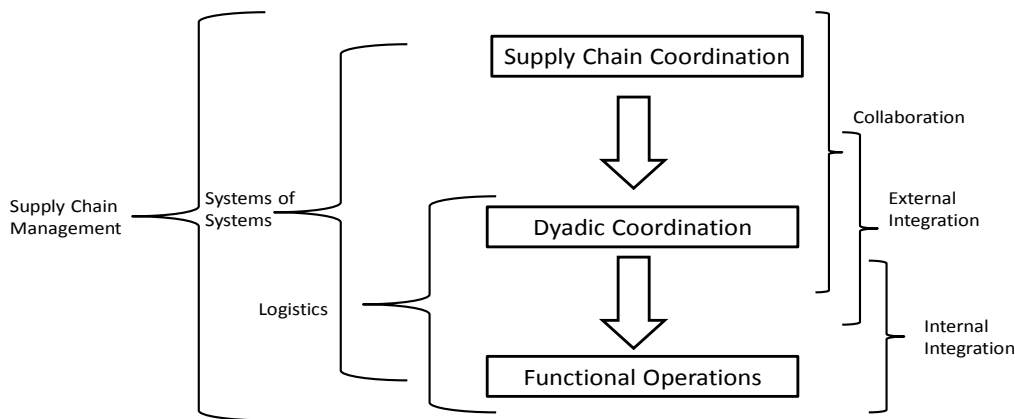 Supply Chain Coordination
Collaboration
Supply Chain
Management
Systems of
Systems
External
Integration
Dyadic Coordination
Logistics
Internal
Integration
Functional Operations